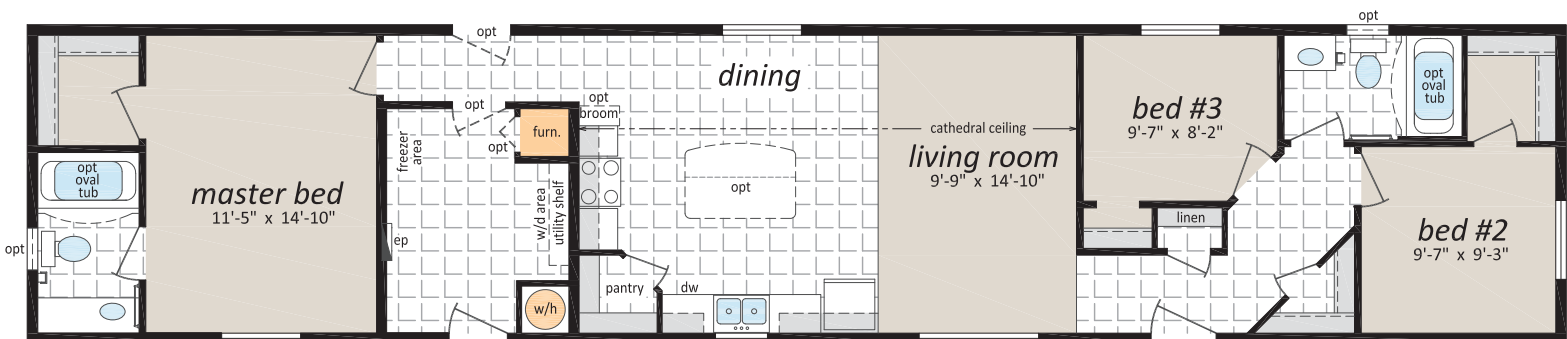 opt
opt
opt
oval
tub
master bed
11'-5" x 14'-10"
opt
opt
opt
furn.
freezer
area
ep
w/d area
utility shelf
w/h
dining
opt
broom
opt
pantry
dw
cathedral ceiling
living room
9'-9" x 14'-10"
bed #3
9'-7" x 8'-2"
linen
opt
oval
tub
bed #2
9'-7" x 9'-3"